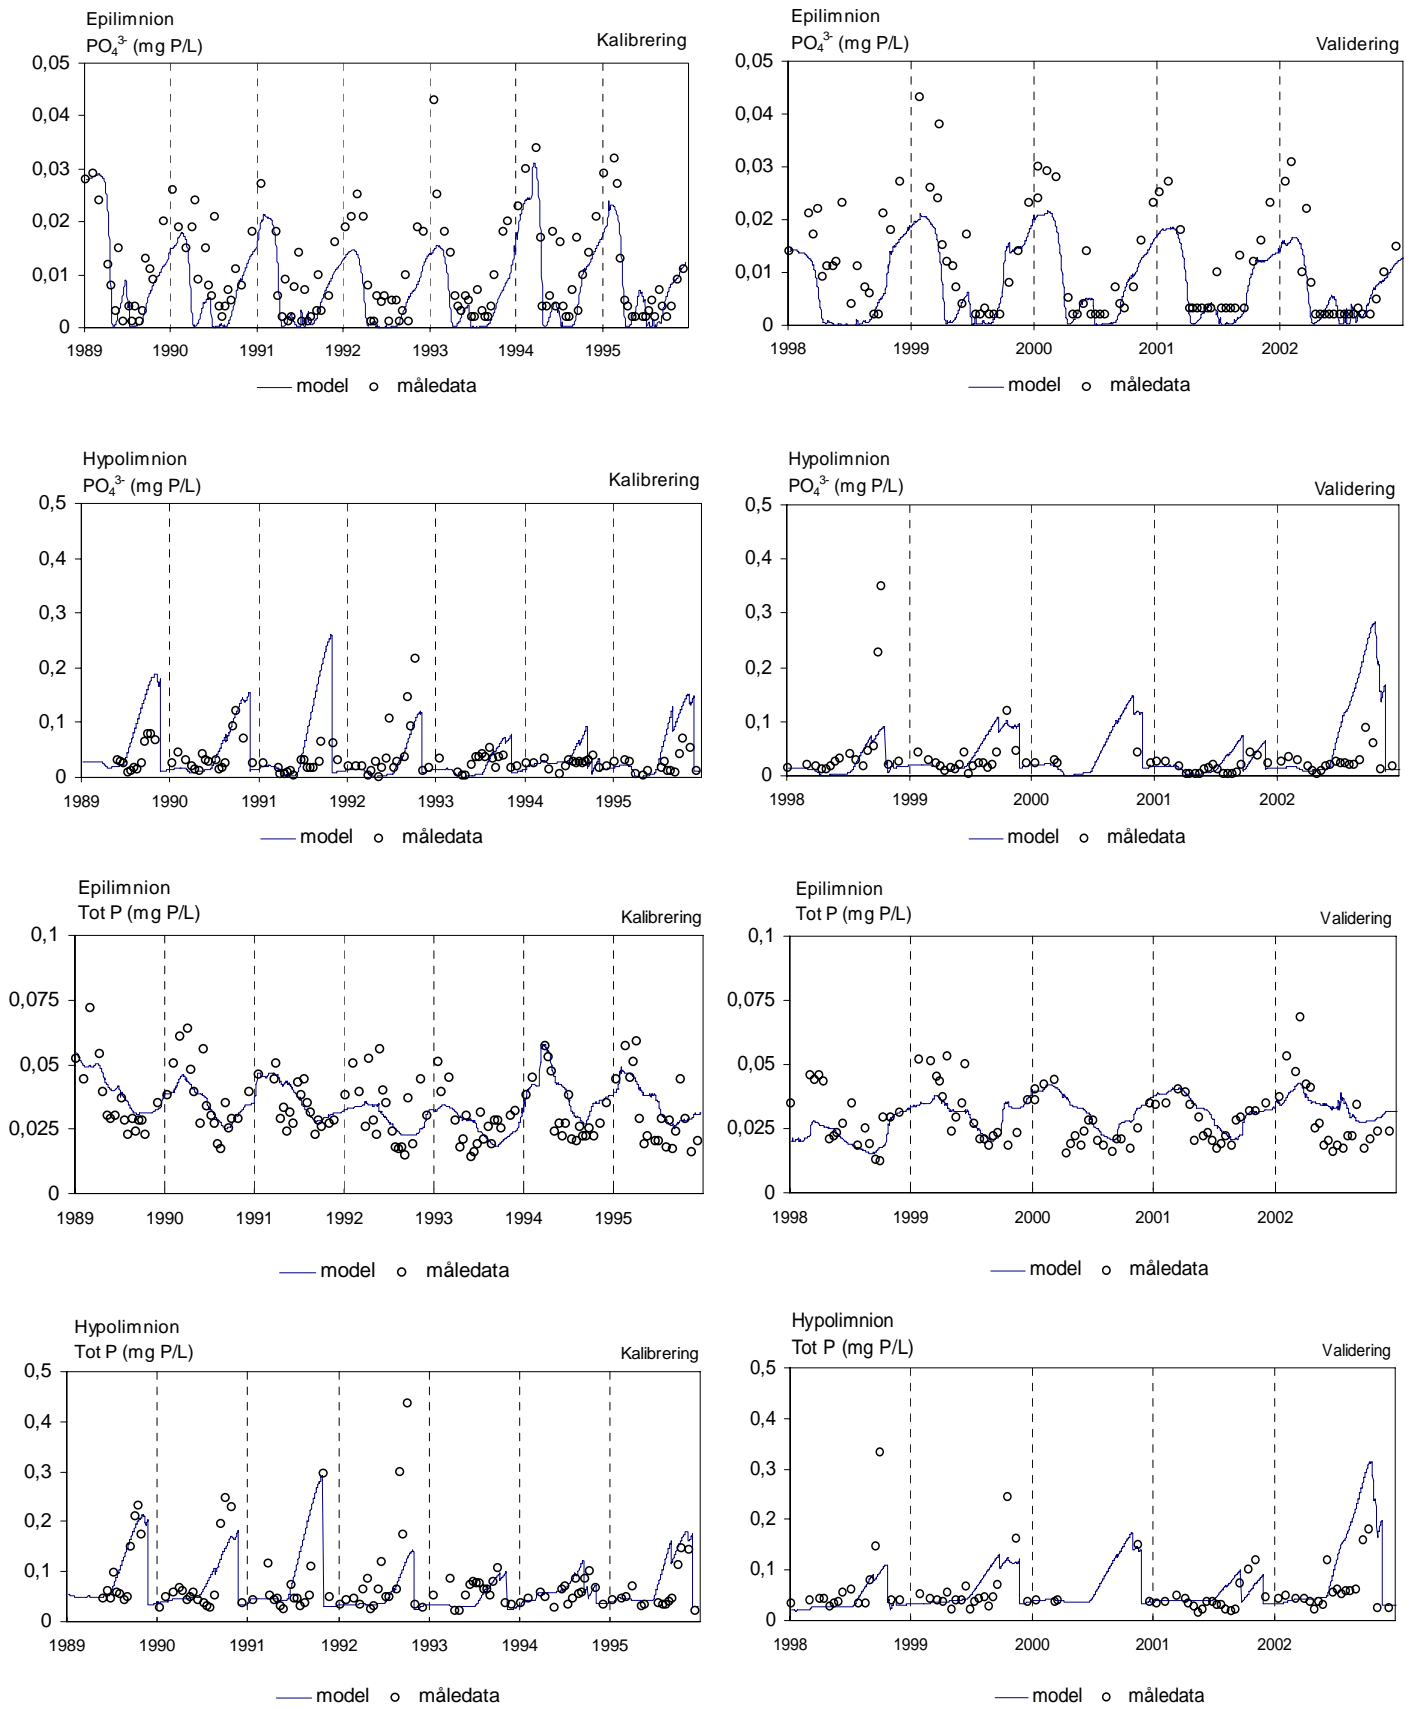 Epilimnion
PO₄³⁻ (mg P/L)
Kalibrering
0,05
0,04
0,03
0,02
0,01
0
1989 1990 1991 1992 1993 1994 1995
model måledata
Epilimnion
PO₄³⁻ (mg P/L)
Validering
0,05
0,04
0,03
0,02
0,01
0
1998 1999 2000 2001 2002
model måledata
Hypolimnion
PO₄³⁻ (mg P/L)
Kalibrering
0,5
0,4
0,3
0,2
0,1
0
1989 1990 1991 1992 1993 1994 1995
model måledata
Hypolimnion
PO₄³⁻ (mg P/L)
Validering
0,5
0,4
0,3
0,2
0,1
0
1998 1999 2000 2001 2002
model måledata
Epilimnion
Tot P (mg P/L)
Kalibrering
0,1
0,075
0,05
0,025
0
1989 1990 1991 1992 1993 1994 1995
model måledata
Epilimnion
Tot P (mg P/L)
Validering
0,1
0,075
0,05
0,025
0
1998 1999 2000 2001 2002
model måledata
Hypolimnion
Tot P (mg P/L)
Kalibrering
0,5
0,4
0,3
0,2
0,1
0
1989 1990 1991 1992 1993 1994 1995
model måledata
Hypolimnion
Tot P (mg P/L)
Validering
0,5
0,4
0,3
0,2
0,1
0
1998 1999 2000 2001 2002
model måledata